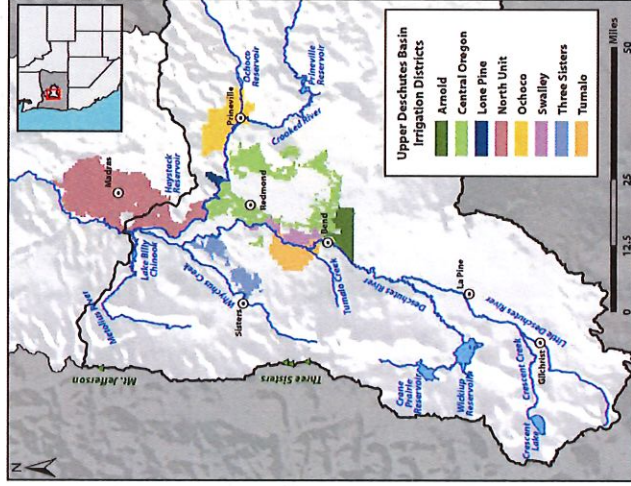 N
Mt. Jefferson
Three Sisters
Metolius River
Lake Billy
Chinook
Madras
Haystack
Reservoir
Whychus Creek
Sisters
Redmond
Prineville
Ochoco
Reservoir
Prineville
Reservoir
Crooked River
Tumalo Creek
Bend
Deschutes River
Crane
Prairie
Reservoir
Wickiup
Reservoir
La Pine
Little Deschutes River
Crescent Creek
Gilchrist
Crescent
Lake
Upper Deschutes Basin
Irrigation Districts
Arnold
Central Oregon
Lone Pine
North Unit
Ochoco
Swalley
Three Sisters
Tumalo
0 12.5 25 50
Miles